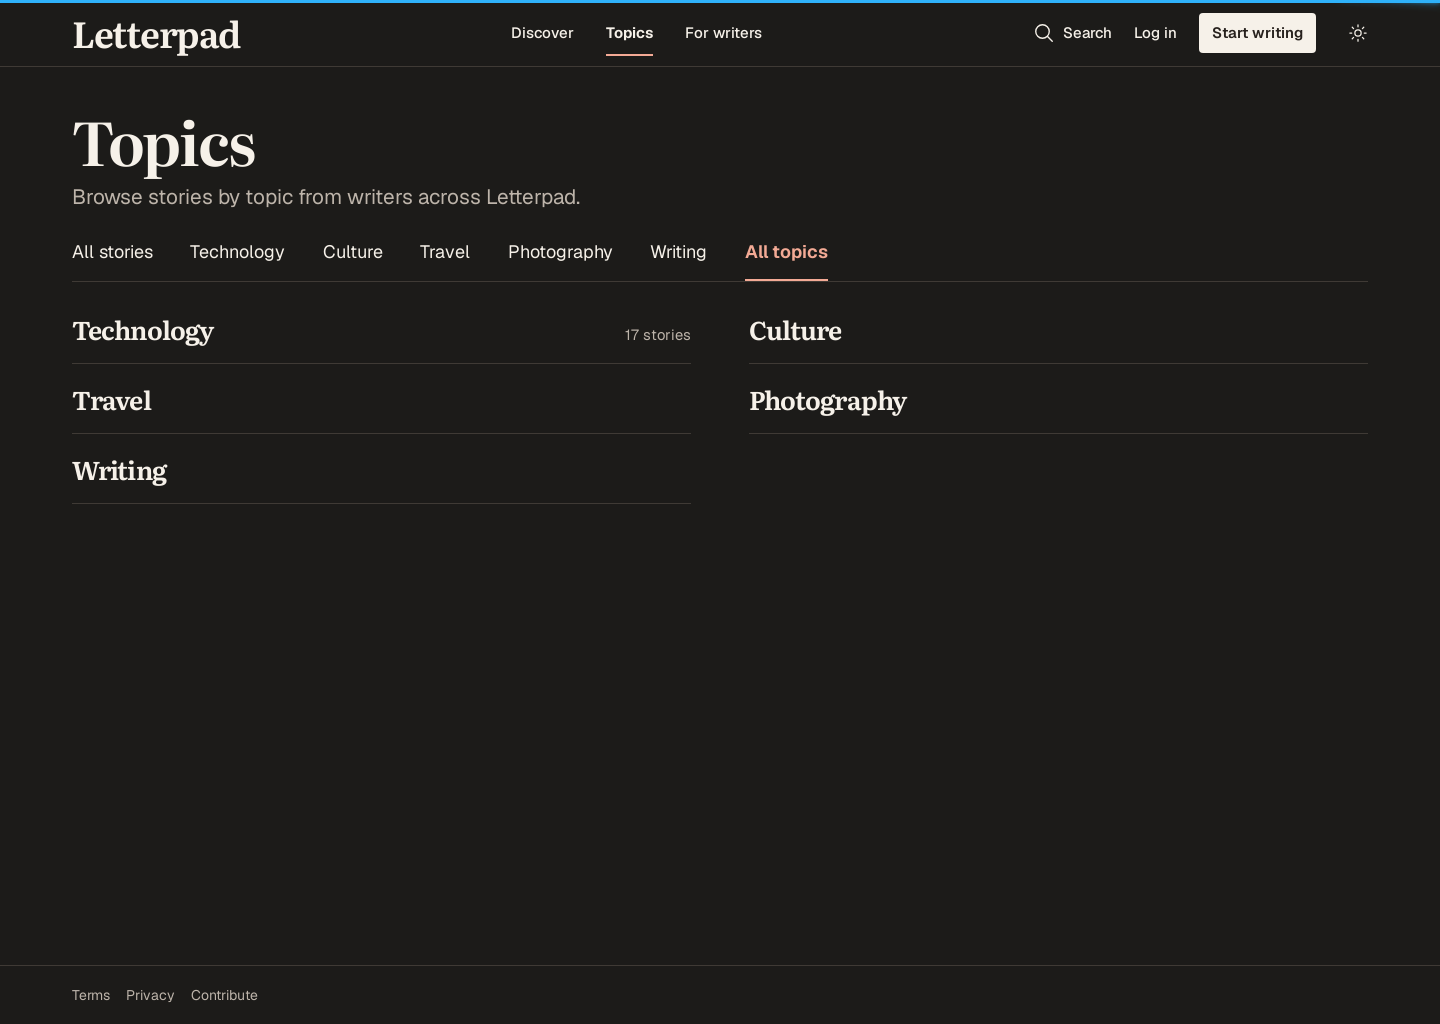 Letterpad
Discover Topics For writers
Search Log in Start writing
Topics
Browse stories by topic from writers across Letterpad.
All stories Technology Culture Travel Photography Writing All topics
Technology 17 stories
Culture
Travel
Photography
Writing
Terms Privacy Contribute